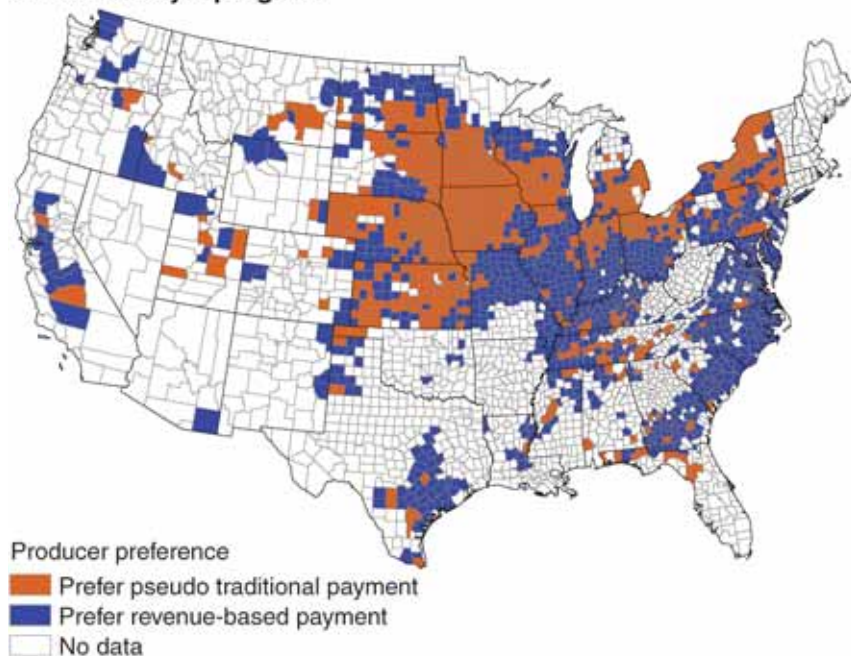 Producer preference
Prefer pseudo traditional payment
Prefer revenue-based payment
No data